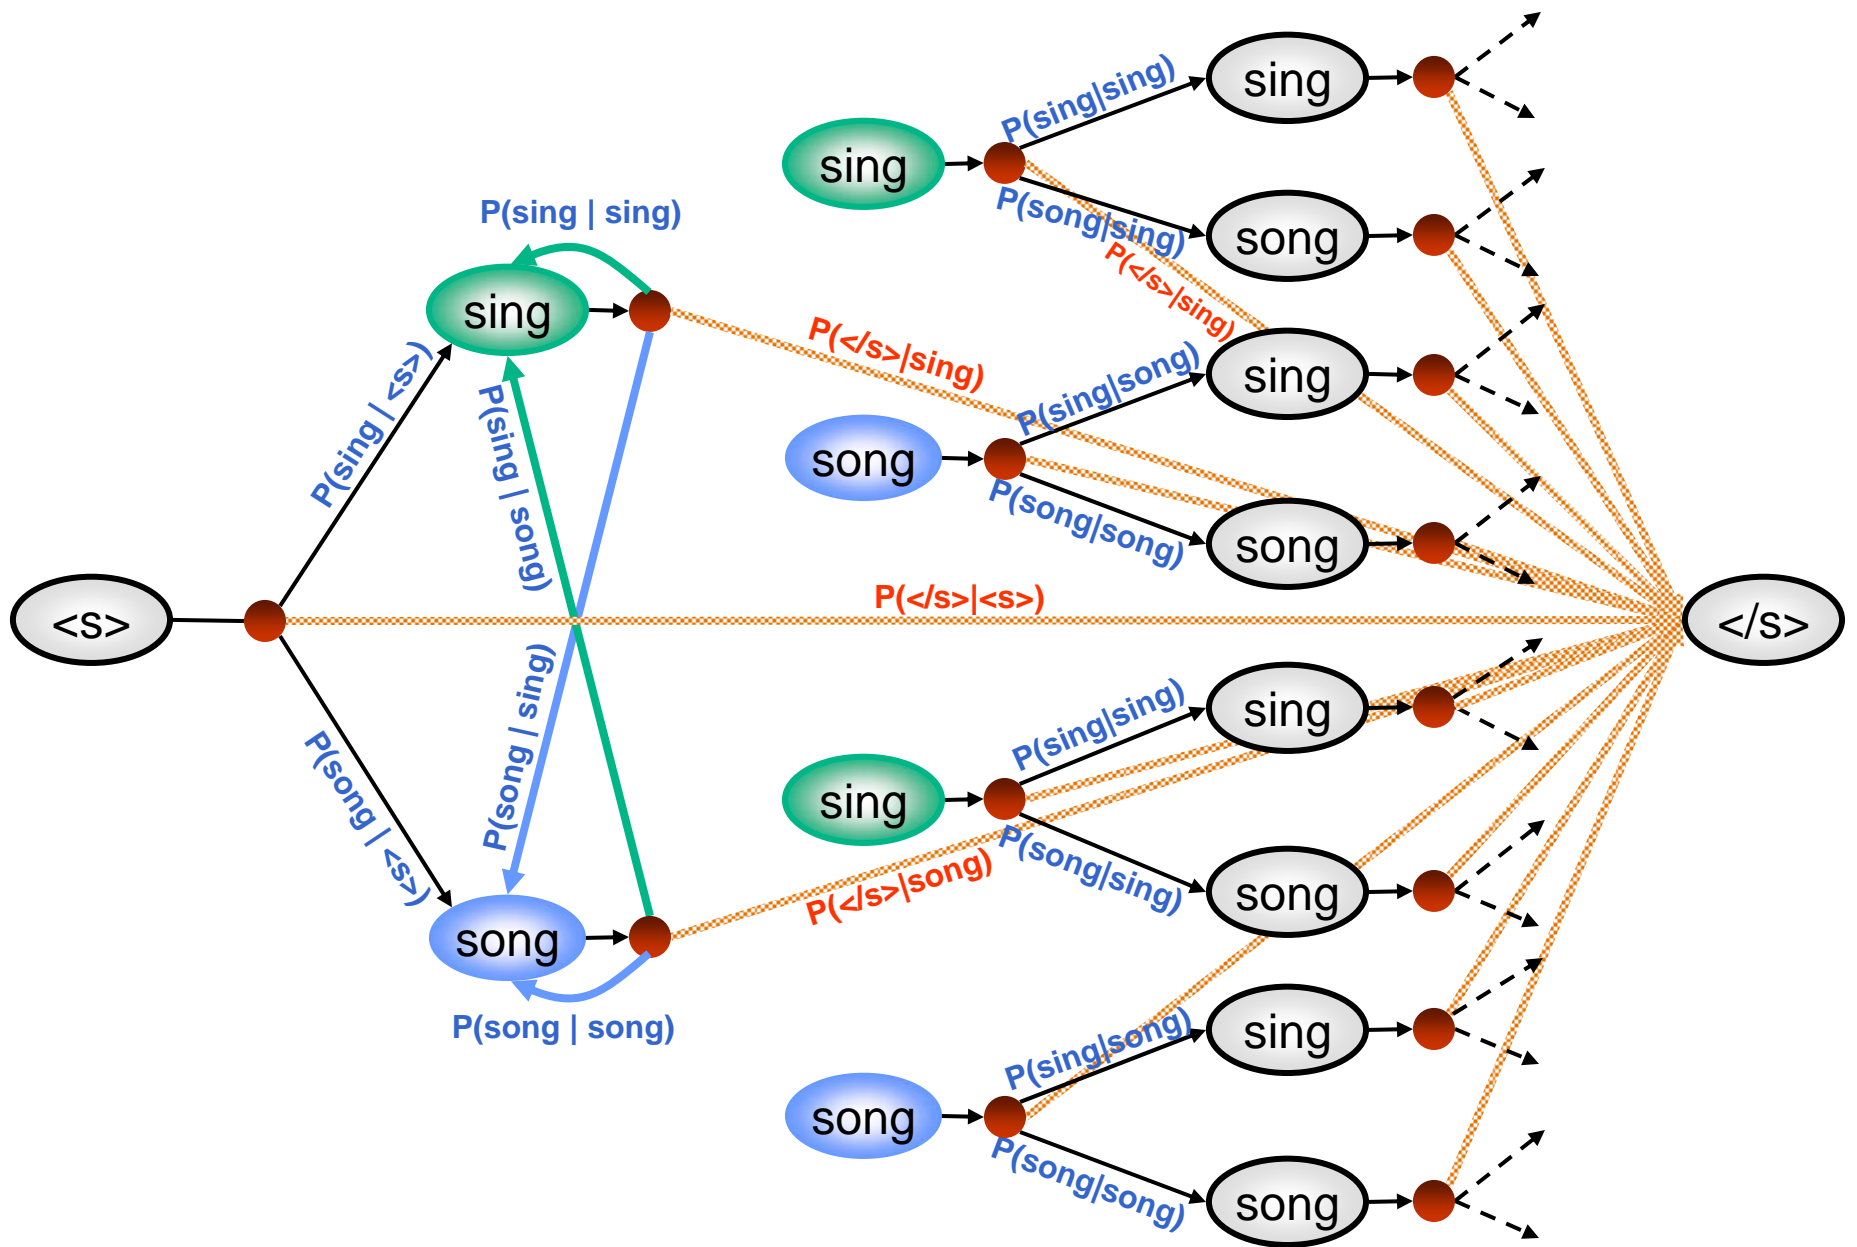 sing
P(sing|sing)
sing
P(song|sing)
song
P(</s>|sing)
P(sing | sing)
sing
P(sing | <s>)
P(sing | song)
P(</s>|sing)
P(sing|song)
sing
song
P(song|song)
song
<s>
P(</s>|<s>)
</s>
P(song | sing)
P(song | <s>)
P(sing|sing)
sing
sing
P(song|sing)
song
P(</s>|song)
song
P(song | song)
P(sing|song)
sing
song
P(song|song)
song